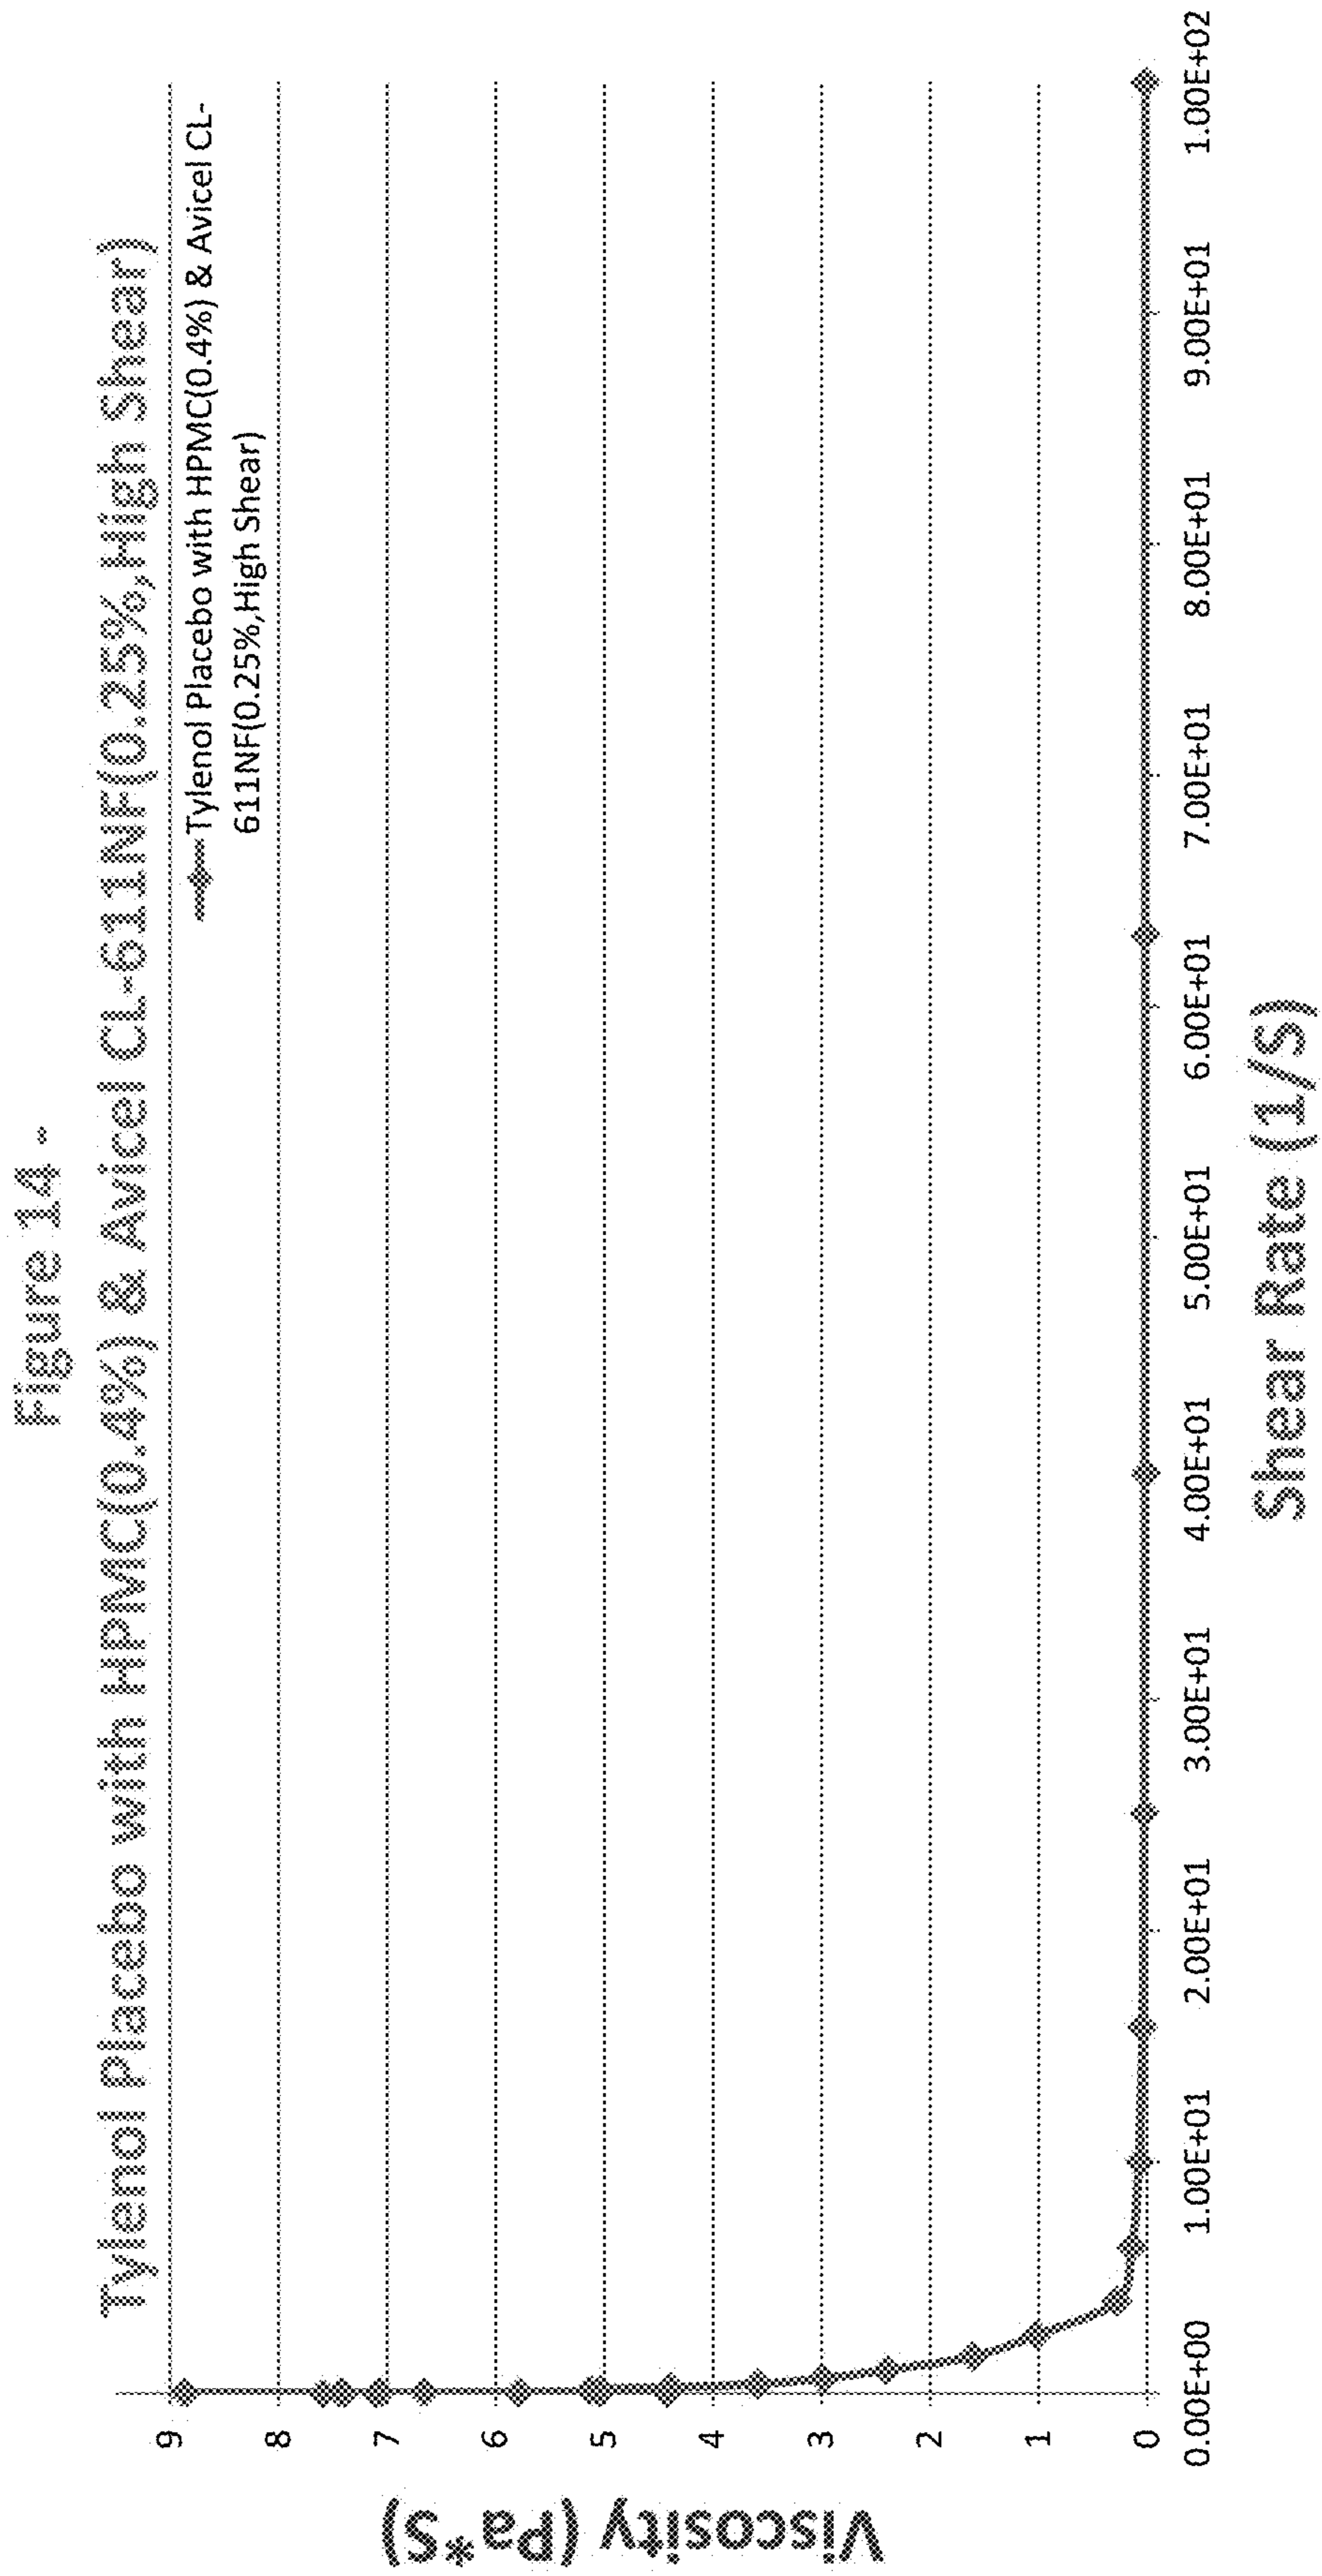 Figure 14 -
Tylenol Placebo with HPMC(0.4%) & Avicel CL-611NF(0.25%,High Shear)
Tylenol Placebo with HPMC(0.4%) & Avicel CL-
611NF(0.25%,High Shear)
Viscosity (Pa*S)
9
8
7
6
5
4
3
2
1
0
0.00E+00 1.00E+01 2.00E+01 3.00E+01 4.00E+01 5.00E+01 6.00E+01 7.00E+01 8.00E+01 9.00E+01 1.00E+02
Shear Rate (1/S)